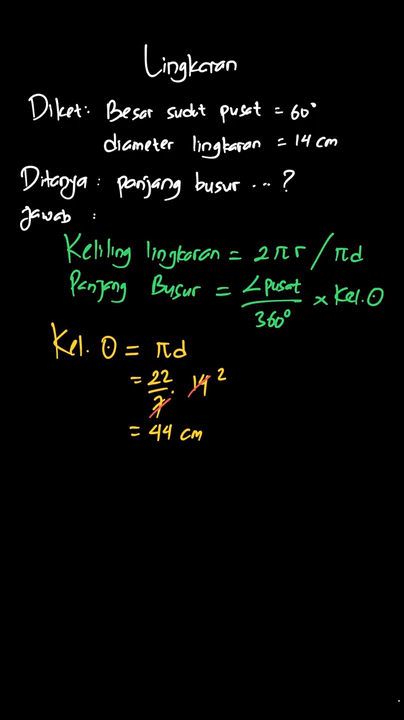 Lingkaran
Diket: Besar sudut pusat = 60°
diameter lingkaran = 14 cm
Ditanya: panjang busur ... ?
Jawab :
Keliling lingkaran = 2πr / πd
Panjang Busur = ∠pusat / 360° × Kel. O
Kel. O = πd
= 22/7 . 14 2
= 44 cm